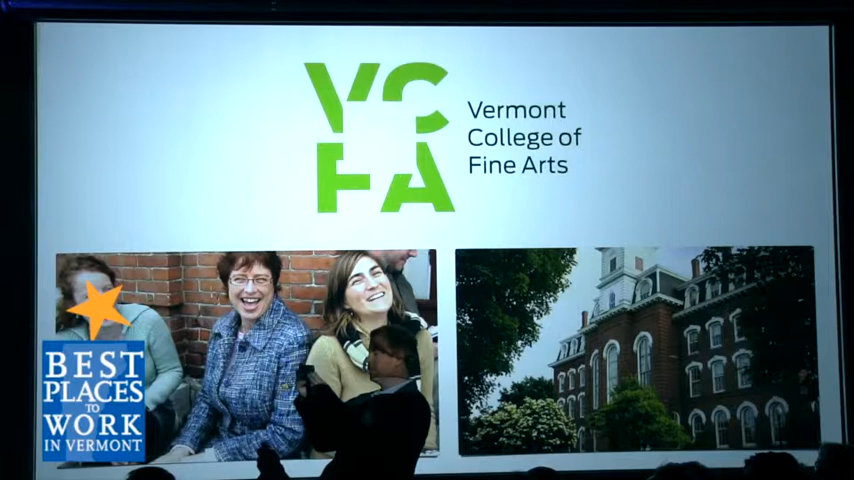 VC
FA
Vermont
College of
Fine Arts
BEST
PLACES
TO
WORK
IN VERMONT